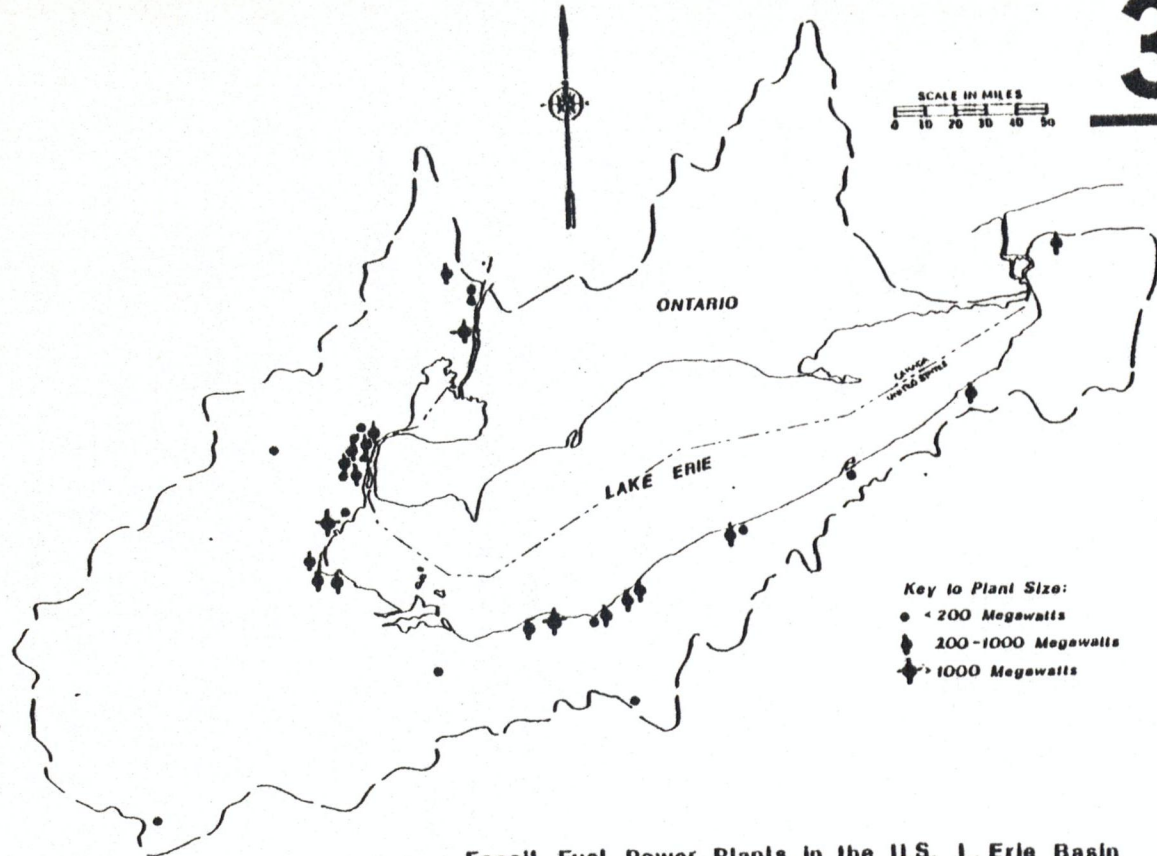 3
SCALE IN MILES
0 10 20 30 40 50
ONTARIO
CANADA
UNITED STATES
LAKE ERIE
Key to Plant Size:
< 200 Megawatts
200-1000 Megawatts
> 1000 Megawatts
Fossil Fuel Power Plants in the U.S. L. Erie Basin